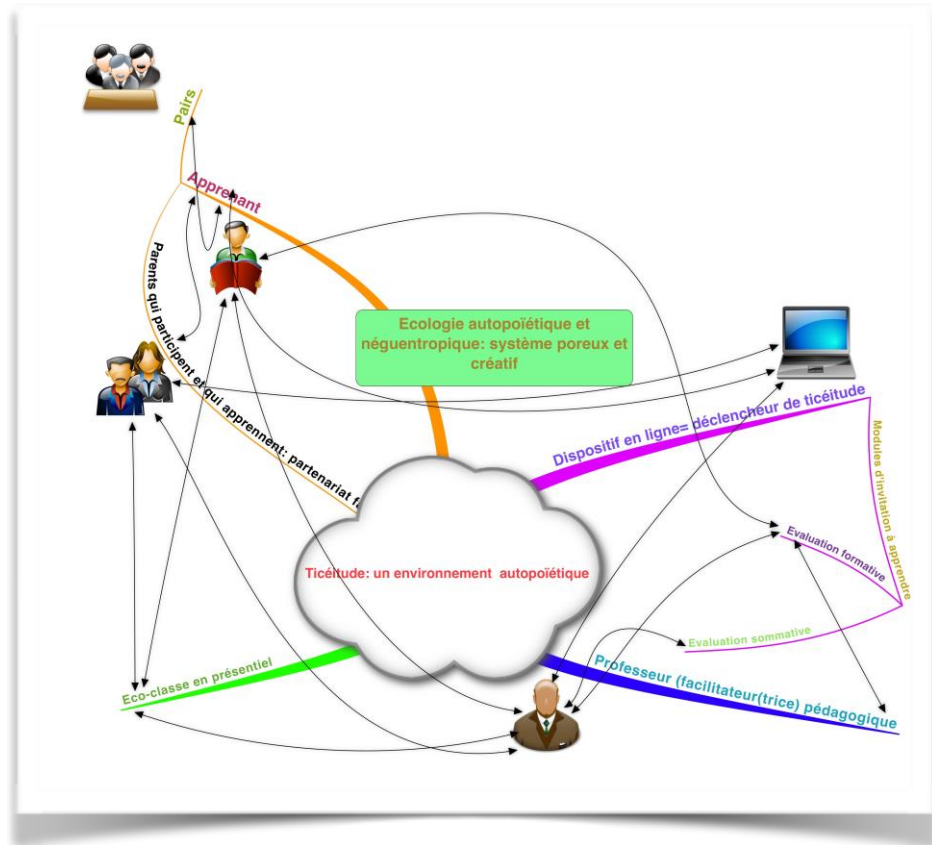 Pairs
Apprenant
Parents qui participent et qui apprennent: partenariat
Ecologie autopoïétique et
néguentropique: système poreux et
créatif
Dispositif en ligne= déclencheur de ticéitude
Modules d'invitation à apprendre
Evaluation formative
Evaluation sommative
Ticéitude: un environnement autopoïétique
Professeur (facilitateur(trice) pédagogique
Eco-classe en présentiel